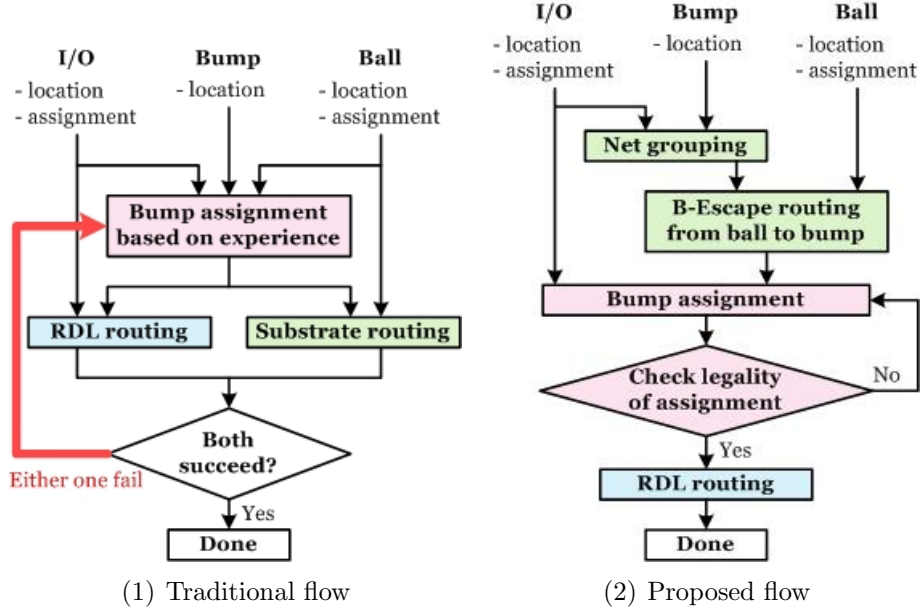 I/O
- location
- assignment
Bump
- location
Ball
- location
- assignment
Bump assignment
based on experience
RDL routing
Substrate routing
Both
succeed?
Either one fail
Yes
Done
(1) Traditional flow
I/O
- location
- assignment
Bump
- location
Ball
- location
- assignment
Net grouping
B-Escape routing
from ball to bump
Bump assignment
Check legality
of assignment
No
Yes
RDL routing
Done
(2) Proposed flow